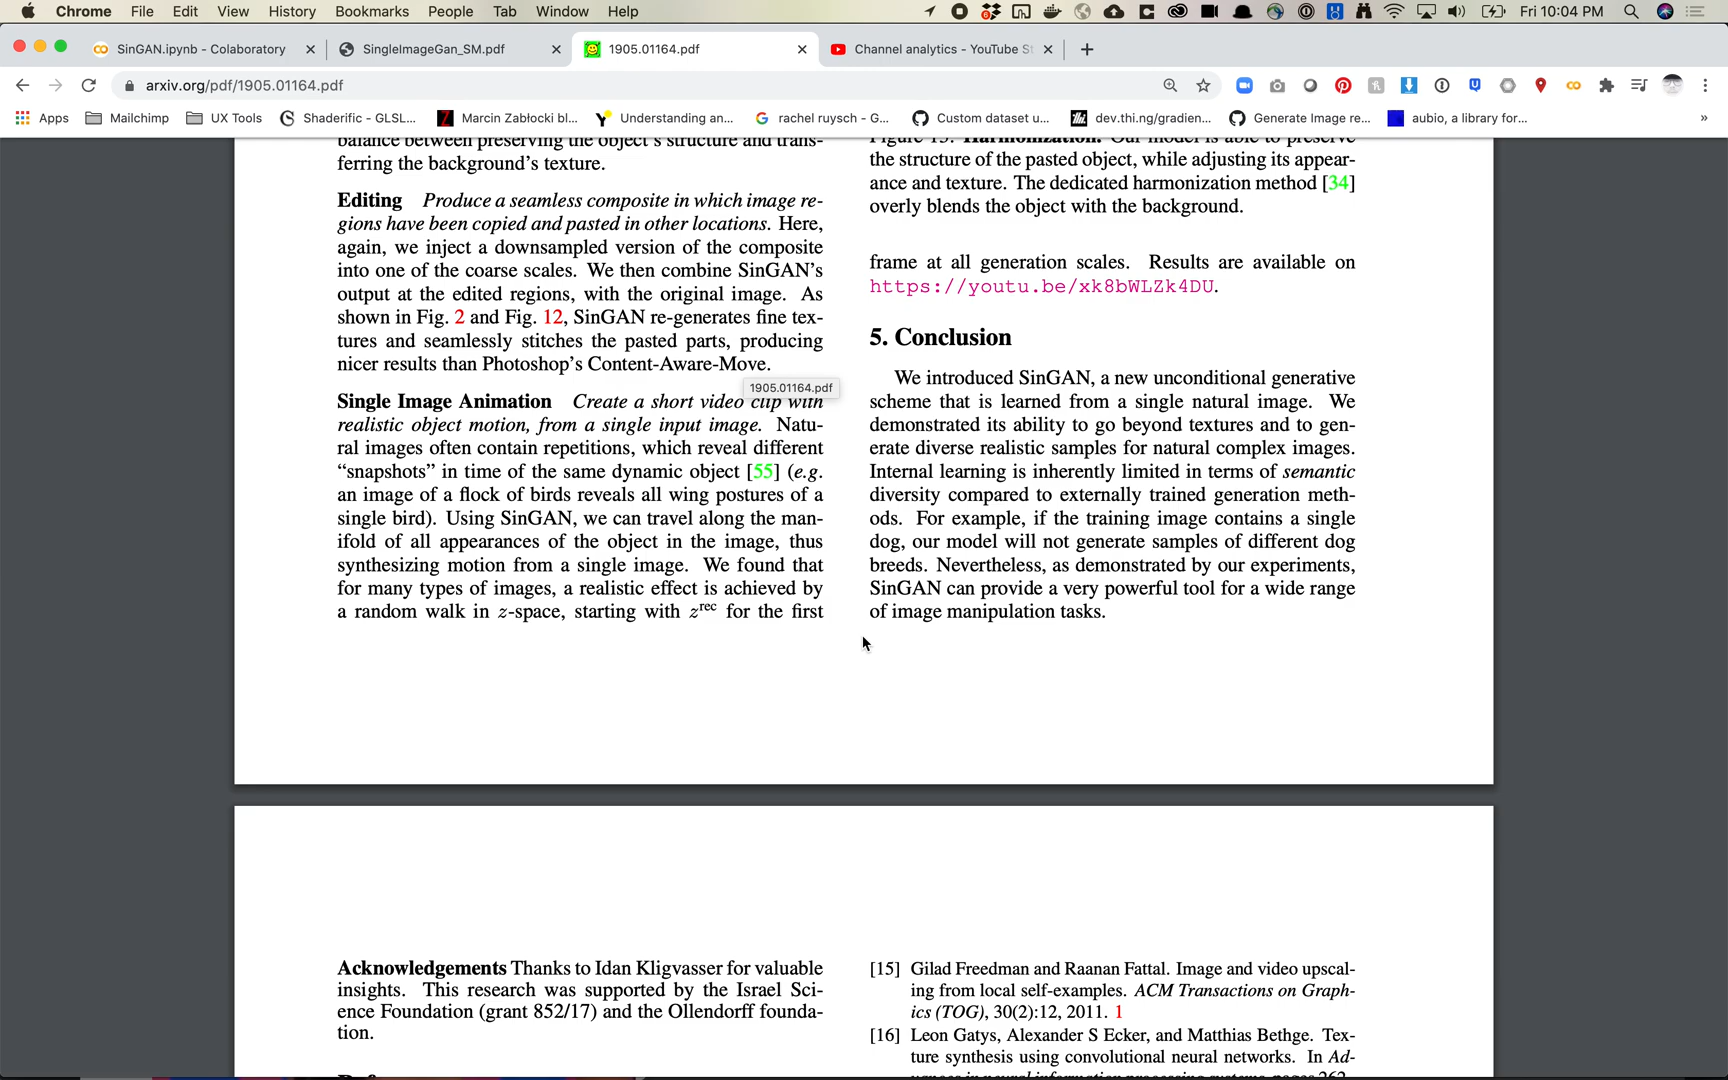 Chrome File Edit View History Bookmarks People Tab Window Help Fri 10:04 PM
SinGAN.ipynb - Colaboratory
SingleImageGan_SM.pdf
1905.01164.pdf
Channel analytics - YouTube St
arxiv.org/pdf/1905.01164.pdf
Apps Mailchimp UX Tools Shaderific - GLSL... Marcin Zabłocki bl... Understanding an... rachel ruysch - G... Custom dataset u... dev.thi.ng/gradien... Generate Image re... aubio, a library for... »
balance between preserving the object's structure and trans-
ferring the background's texture.
Editing Produce a seamless composite in which image re-
gions have been copied and pasted in other locations. Here,
again, we inject a downsampled version of the composite
into one of the coarse scales. We then combine SinGAN's
output at the edited regions, with the original image. As
shown in Fig. 2 and Fig. 12, SinGAN re-generates fine tex-
tures and seamlessly stitches the pasted parts, producing
nicer results than Photoshop's Content-Aware-Move.
1905.01164.pdf
Single Image Animation Create a short video clip with
realistic object motion, from a single input image. Natu-
ral images often contain repetitions, which reveal different
“snapshots” in time of the same dynamic object [55] (e.g.
an image of a flock of birds reveals all wing postures of a
single bird). Using SinGAN, we can travel along the man-
ifold of all appearances of the object in the image, thus
synthesizing motion from a single image. We found that
for many types of images, a realistic effect is achieved by
a random walk in z-space, starting with z^rec for the first
Harmonization. Our model is able to preserve
the structure of the pasted object, while adjusting its appear-
ance and texture. The dedicated harmonization method [34]
overly blends the object with the background.
frame at all generation scales. Results are available on
https://youtu.be/xk8bWLZk4DU.
5. Conclusion
We introduced SinGAN, a new unconditional generative
scheme that is learned from a single natural image. We
demonstrated its ability to go beyond textures and to gen-
erate diverse realistic samples for natural complex images.
Internal learning is inherently limited in terms of semantic
diversity compared to externally trained generation meth-
ods. For example, if the training image contains a single
dog, our model will not generate samples of different dog
breeds. Nevertheless, as demonstrated by our experiments,
SinGAN can provide a very powerful tool for a wide range
of image manipulation tasks.
Acknowledgements Thanks to Idan Kligvasser for valuable
insights. This research was supported by the Israel Sci-
ence Foundation (grant 852/17) and the Ollendorff founda-
tion.
[15] Gilad Freedman and Raanan Fattal. Image and video upscal-
ing from local self-examples. ACM Transactions on Graph-
ics (TOG), 30(2):12, 2011. 1
[16] Leon Gatys, Alexander S Ecker, and Matthias Bethge. Tex-
ture synthesis using convolutional neural networks. In Ad-